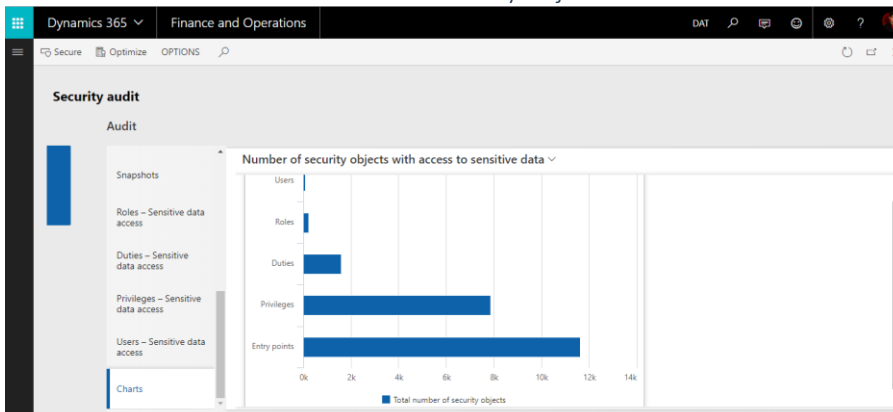 Dynamics 365 Finance and Operations DAT ?
Secure Optimize OPTIONS
Security audit
Audit
Number of security objects with access to sensitive data
Snapshots
Roles – Sensitive data
access
Duties – Sensitive
data access
Privileges – Sensitive
data access
Users – Sensitive data
access
Charts
Users
Roles
Duties
Privileges
Entry points
0k 2k 4k 6k 8k 10k 12k 14k
Total number of security objects